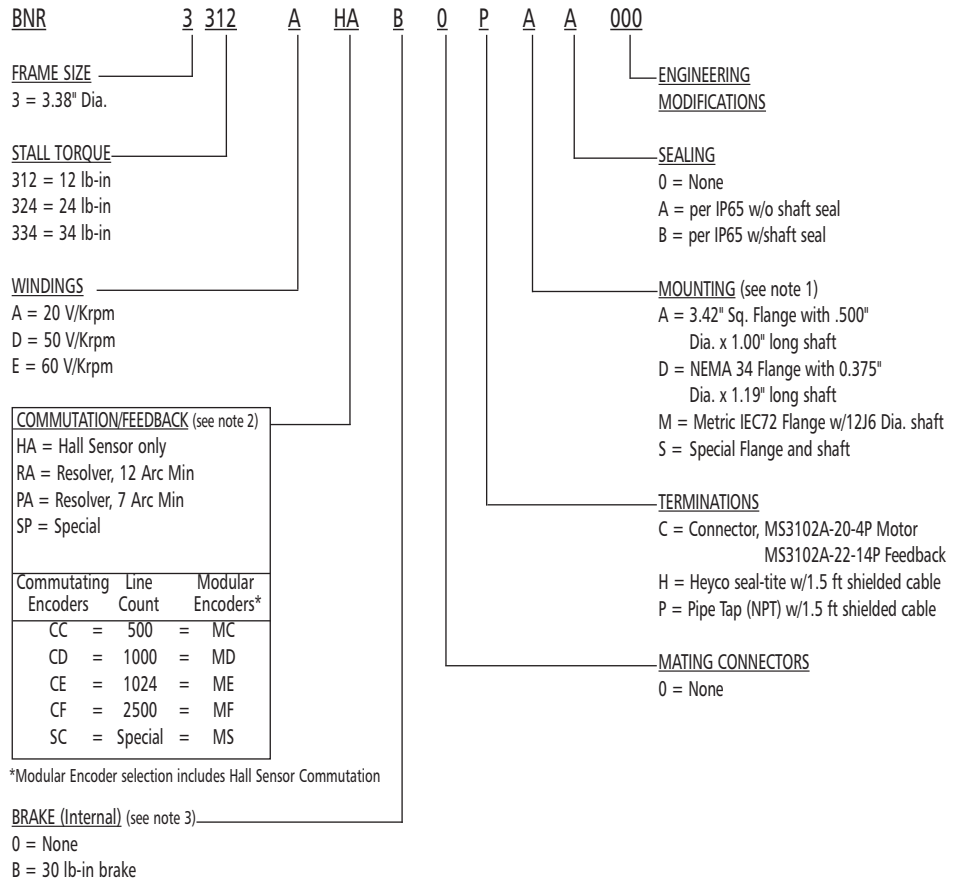 BNR 3 312 A HA B 0 P A A 000
FRAME SIZE
3 = 3.38" Dia.
STALL TORQUE
312 = 12 lb-in
324 = 24 lb-in
334 = 34 lb-in
WINDINGS
A = 20 V/Krpm
D = 50 V/Krpm
E = 60 V/Krpm
COMMUTATION/FEEDBACK (see note 2)
HA = Hall Sensor only
RA = Resolver, 12 Arc Min
PA = Resolver, 7 Arc Min
SP = Special
Commutating Line Modular
Encoders Count Encoders*
CC = 500 = MC
CD = 1000 = MD
CE = 1024 = ME
CF = 2500 = MF
SC = Special = MS
*Modular Encoder selection includes Hall Sensor Commutation
BRAKE (Internal) (see note 3)
0 = None
B = 30 lb-in brake
ENGINEERING
MODIFICATIONS
SEALING
0 = None
A = per IP65 w/o shaft seal
B = per IP65 w/shaft seal
MOUNTING (see note 1)
A = 3.42" Sq. Flange with .500"
Dia. x 1.00" long shaft
D = NEMA 34 Flange with 0.375"
Dia. x 1.19" long shaft
M = Metric IEC72 Flange w/12J6 Dia. shaft
S = Special Flange and shaft
TERMINATIONS
C = Connector, MS3102A-20-4P Motor
MS3102A-22-14P Feedback
H = Heyco seal-tite w/1.5 ft shielded cable
P = Pipe Tap (NPT) w/1.5 ft shielded cable
MATING CONNECTORS
0 = None